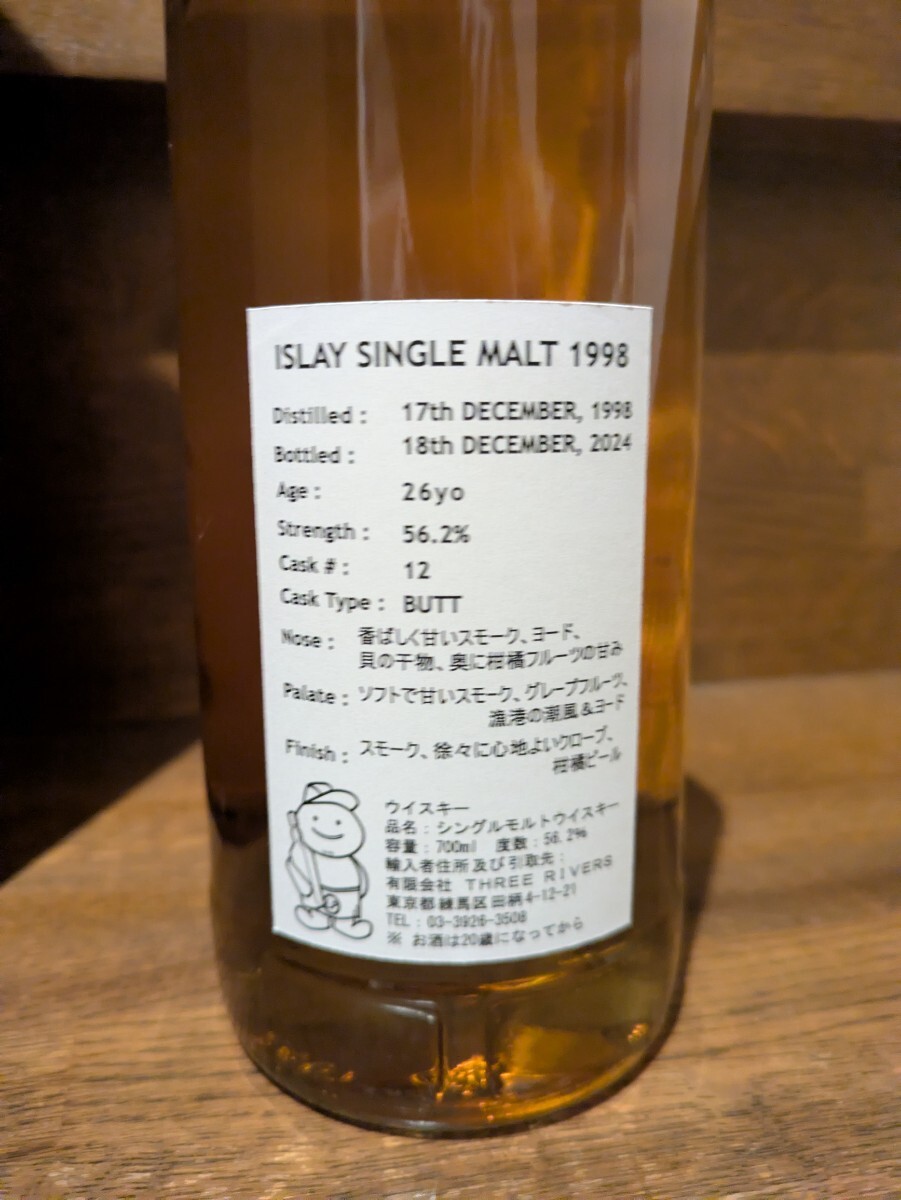 ISLAY SINGLE MALT 1998
Distilled : 17th DECEMBER, 1998
Bottled : 18th DECEMBER, 2024
Age : 26yo
Strength : 56.2%
Cask # : 12
Cask Type : BUTT
Nose : 香ばしく甘いスモーク、ヨード、
貝の干物、奥に柑橘フルーツの甘み
Palate : ソフトで甘いスモーク、グレープフルーツ、
漁港の潮風&ヨード
Finish : スモーク、徐々に心地よいクローブ、
柑橘ピール
ウイスキー
品名：シングルモルトウイスキー
容量：700ml 度数：56.2%
輸入者住所及び引取先：
有限会社 THREE RIVERS
東京都練馬区田柄4-12-21
TEL：03-3926-3508
※ お酒は20歳になってから